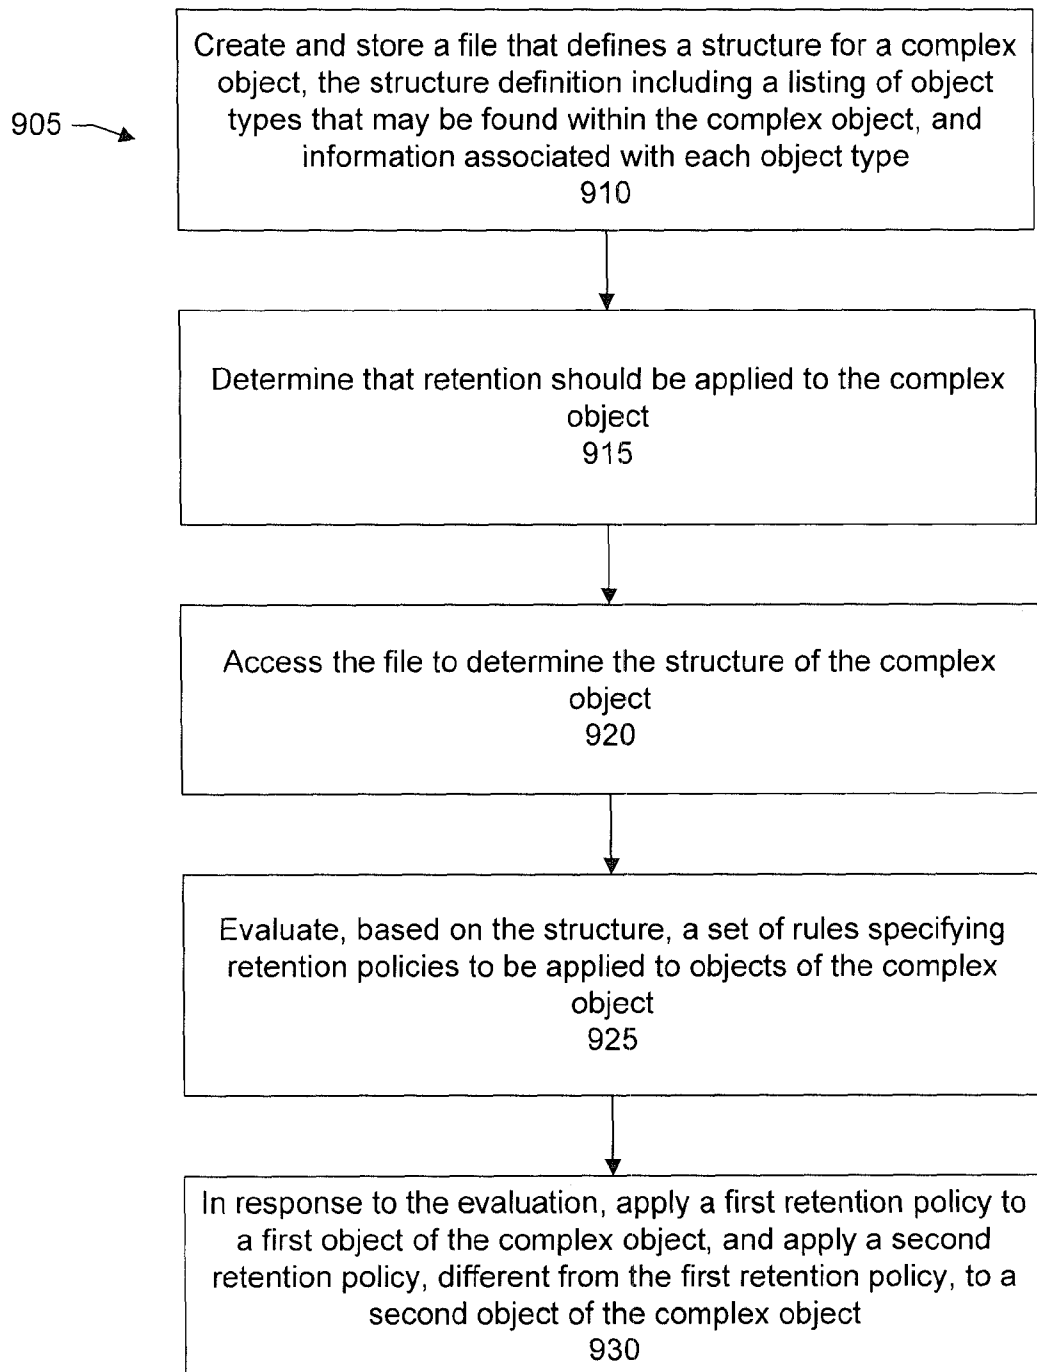 Create and store a file that defines a structure for a complex
object, the structure definition including a listing of object
905
types that may be found within the complex object, and
information associated with each object type
910
Determine that retention should be applied to the complex
object
915
Access the file to determine the structure of the complex
object
920
Evaluate, based on the structure, a set of rules specifying
retention policies to be applied to objects of the complex
object
925
In response to the evaluation, apply a first retention policy to
a first object of the complex object, and apply a second
retention policy, different from the first retention policy, to a
second object of the complex object
930